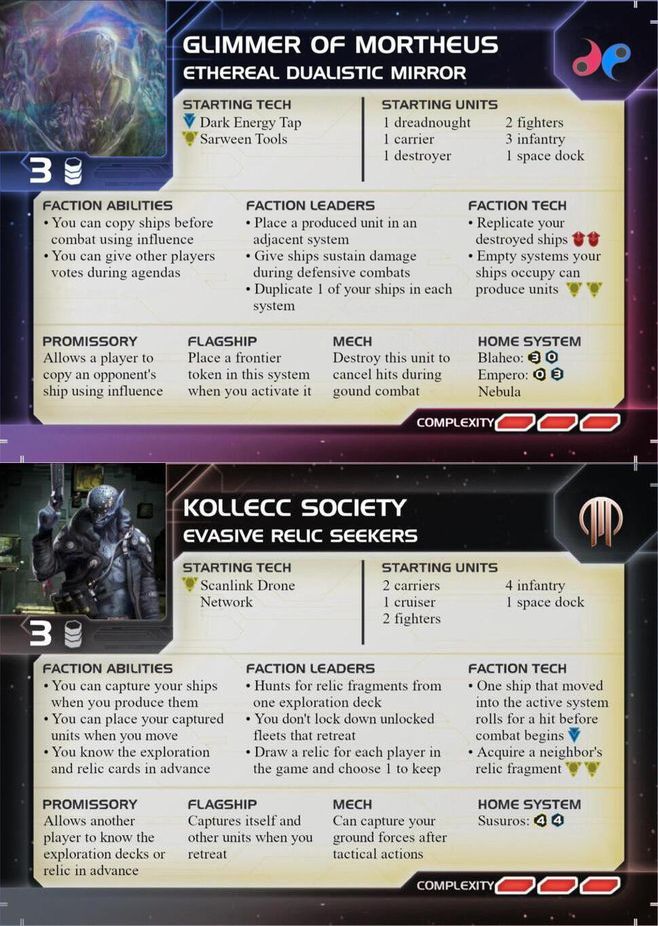 GLIMMER OF MORTHEUS
ETHEREAL DUALISTIC MIRROR
3
STARTING TECH
Dark Energy Tap
Sarween Tools
STARTING UNITS
1 dreadnought
1 carrier
1 destroyer
2 fighters
3 infantry
1 space dock
FACTION ABILITIES
• You can copy ships before
combat using influence
• You can give other players
votes during agendas
FACTION LEADERS
• Place a produced unit in an
adjacent system
• Give ships sustain damage
during defensive combats
• Duplicate 1 of your ships in each
system
FACTION TECH
• Replicate your
destroyed ships
• Empty systems your
ships occupy can
produce units
PROMISSORY
Allows a player to
copy an opponent's
ship using influence
FLAGSHIP
Place a frontier
token in this system
when you activate it
MECH
Destroy this unit to
cancel hits during
gound combat
HOME SYSTEM
Blaheo: 3 0
Empero: 0 3
Nebula
COMPLEXITY
KOLLECC SOCIETY
EVASIVE RELIC SEEKERS
3
STARTING TECH
Scanlink Drone
Network
STARTING UNITS
2 carriers
1 cruiser
2 fighters
4 infantry
1 space dock
FACTION ABILITIES
• You can capture your ships
when you produce them
• You can place your captured
units when you move
• You know the exploration
and relic cards in advance
FACTION LEADERS
• Hunts for relic fragments from
one exploration deck
• You don't lock down unlocked
fleets that retreat
• Draw a relic for each player in
the game and choose 1 to keep
FACTION TECH
• One ship that moved
into the active system
rolls for a hit before
combat begins
• Acquire a neighbor's
relic fragment
PROMISSORY
Allows another
player to know the
exploration decks or
relic in advance
FLAGSHIP
Captures itself and
other units when you
retreat
MECH
Can capture your
ground forces after
tactical actions
HOME SYSTEM
Susuros: 4 4
COMPLEXITY